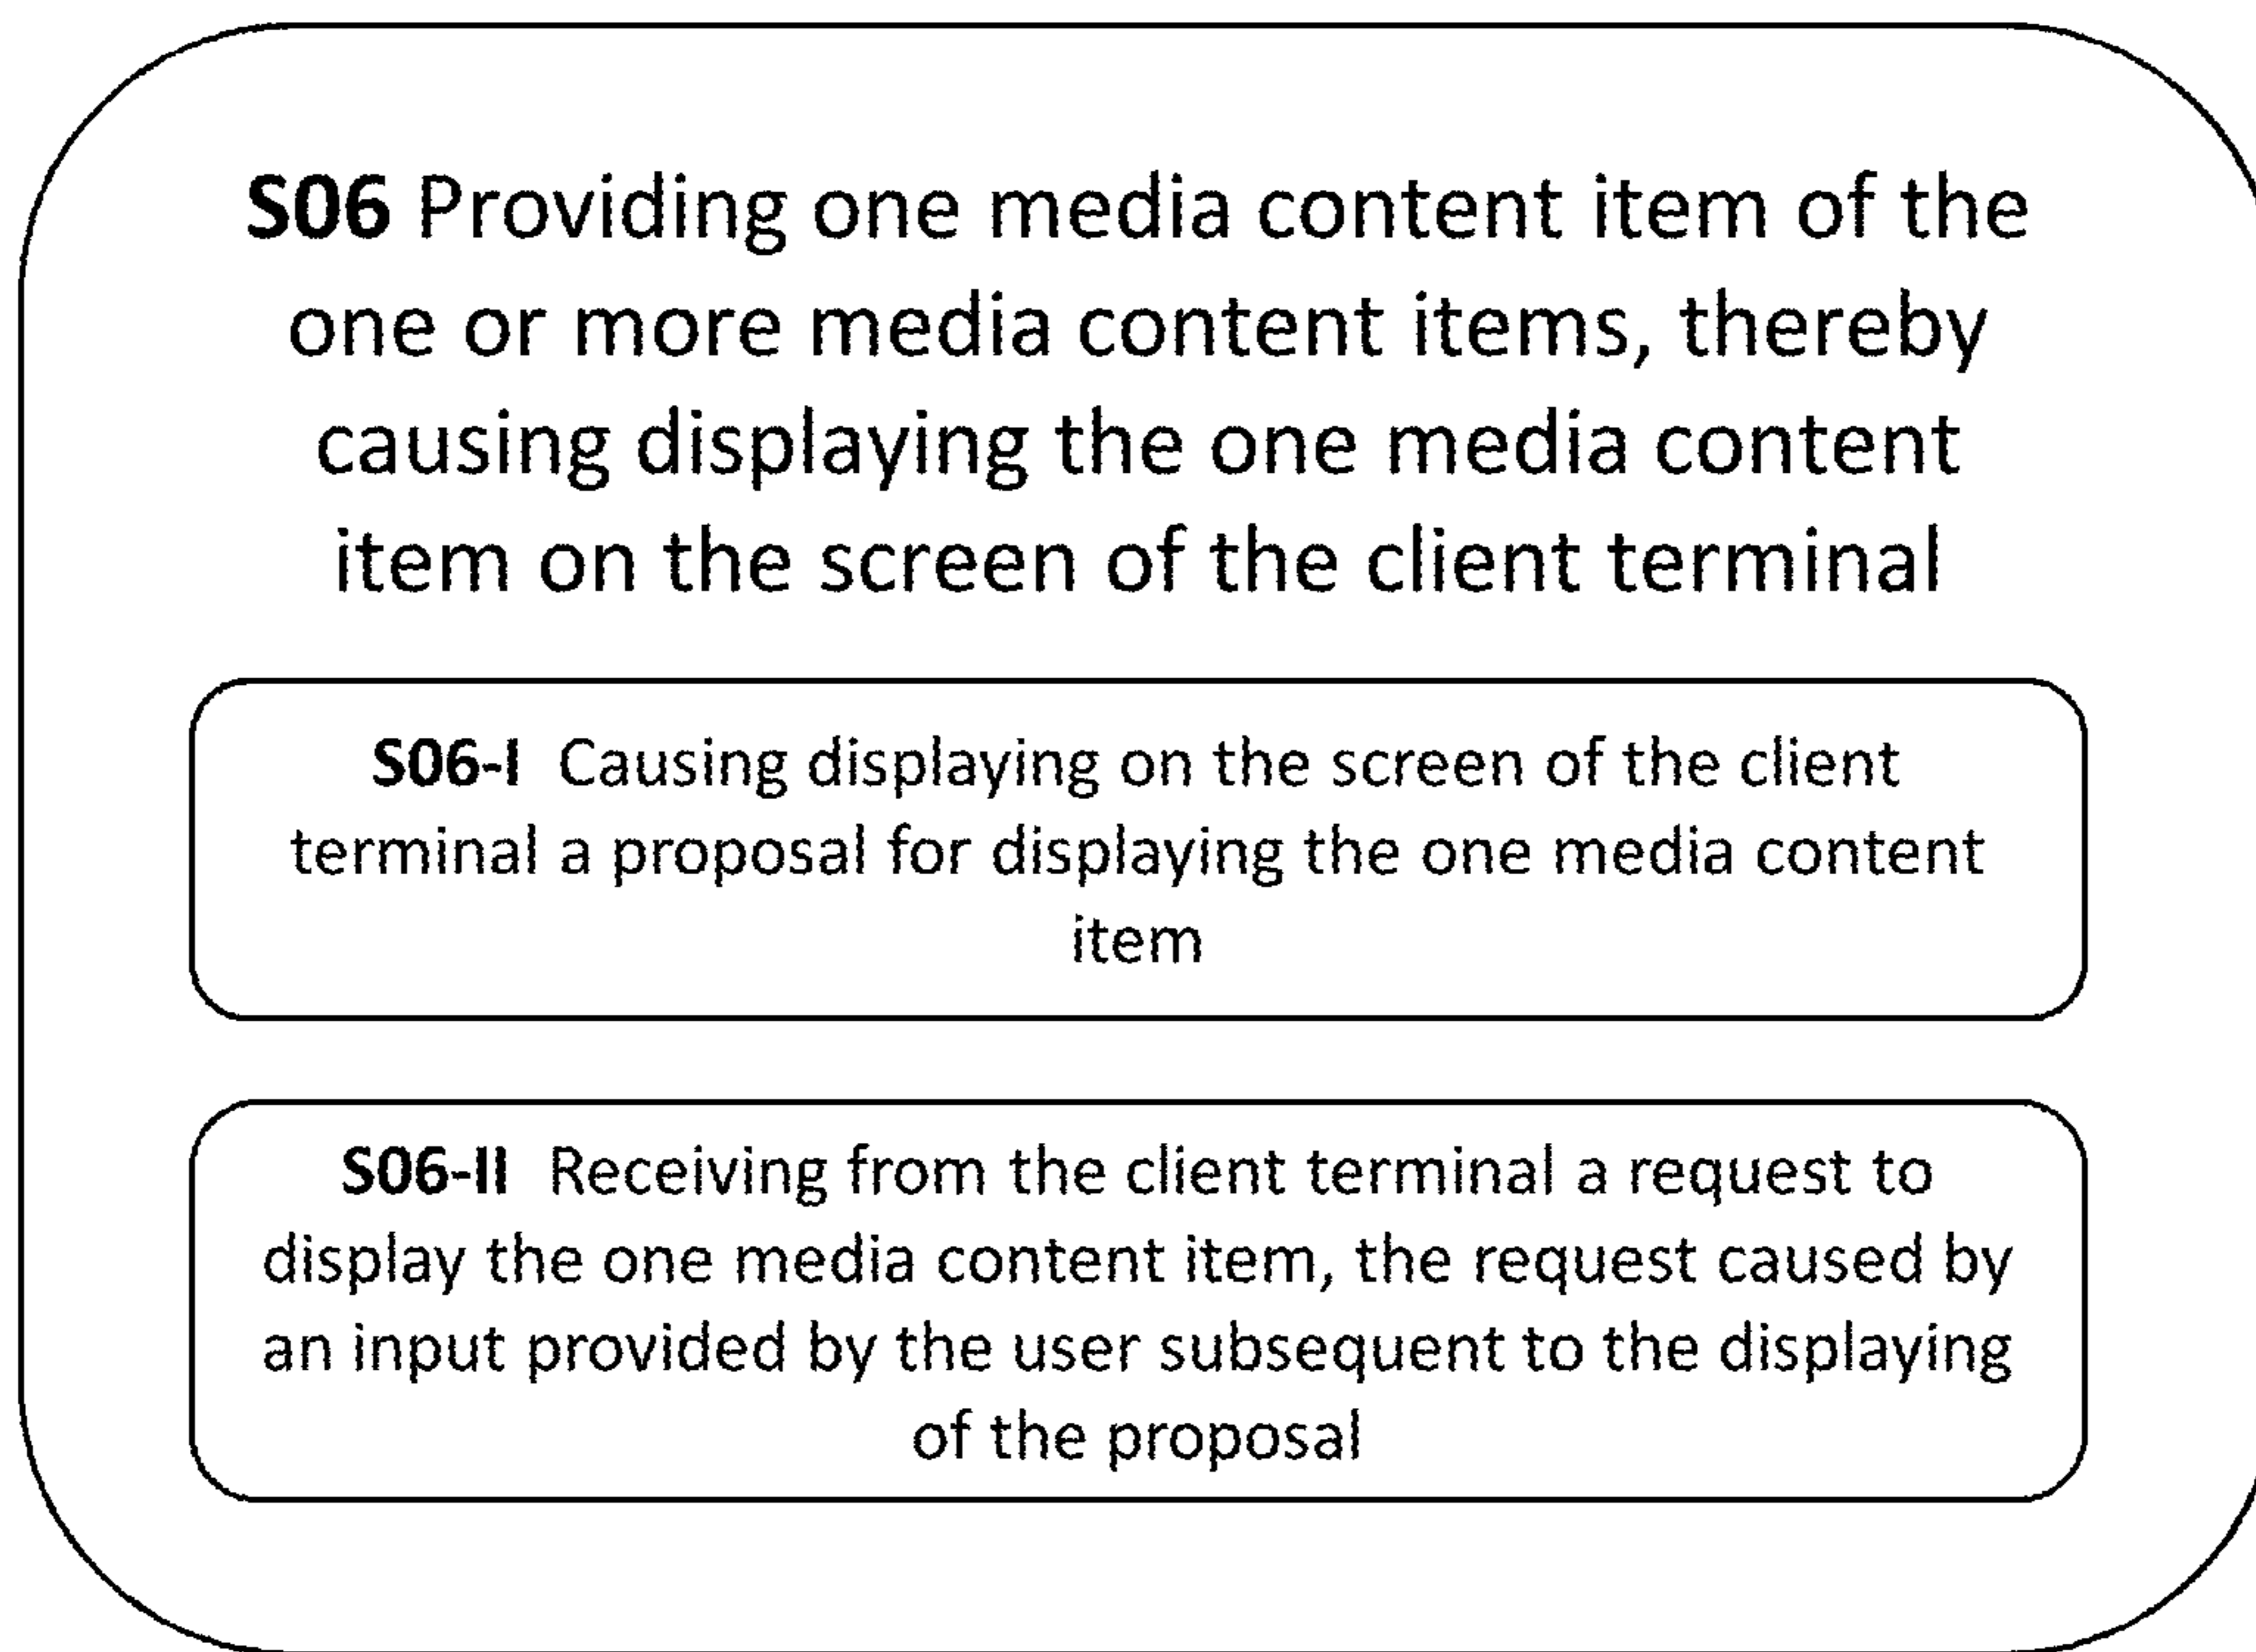 S06 Providing one media content item of the
one or more media content items, thereby
causing displaying the one media content
item on the screen of the client terminal
S06-I Causing displaying on the screen of the client
terminal a proposal for displaying the one media content
item
S06-II Receiving from the client terminal a request to
display the one media content item, the request caused by
an input provided by the user subsequent to the displaying
of the proposal